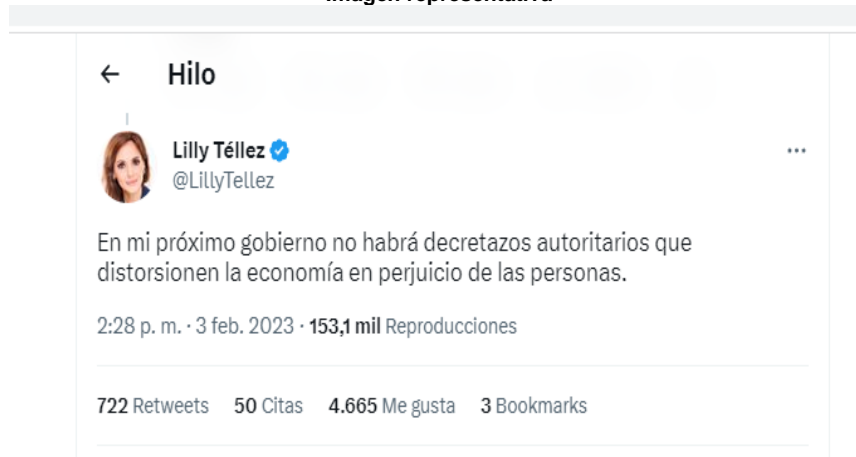 Imagen representativa
Hilo
Lilly Téllez
@LillyTellez
En mi próximo gobierno no habrá decretazos autoritarios que
distorsionen la economía en perjuicio de las personas.
2:28 p. m. · 3 feb. 2023 · 153,1 mil Reproducciones
722 Retweets 50 Citas 4.665 Me gusta 3 Bookmarks